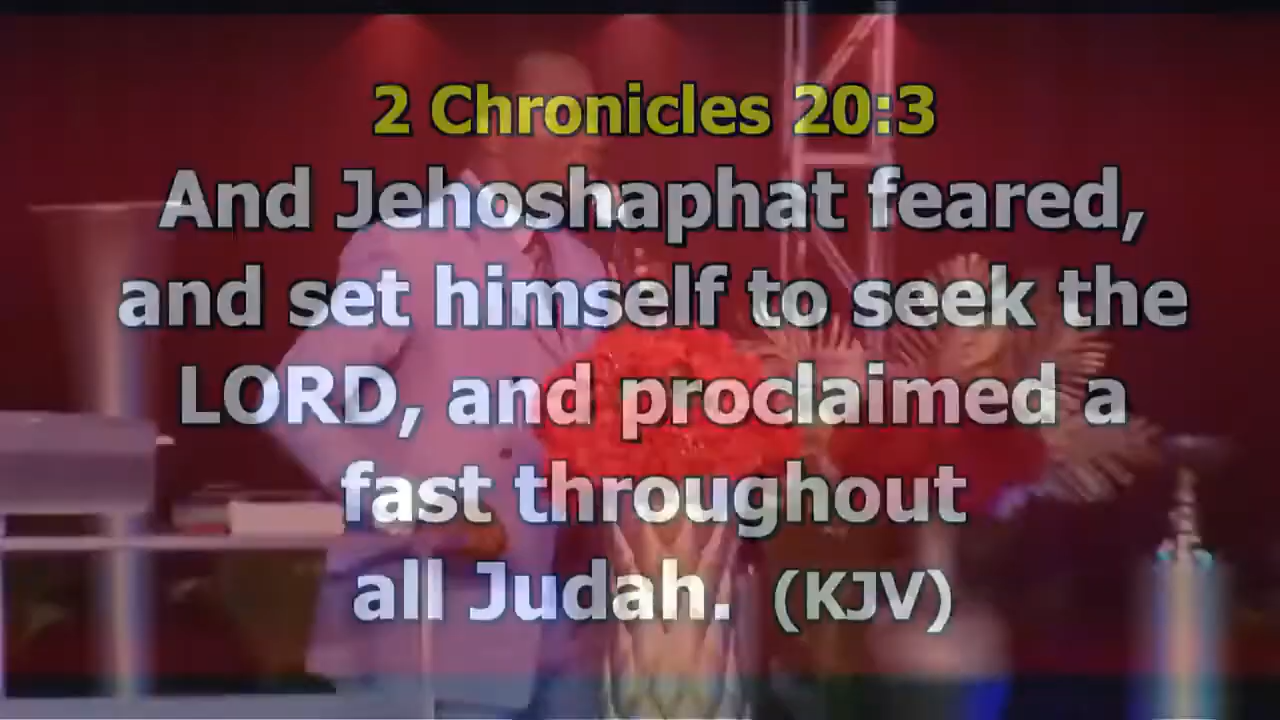 2 Chronicles 20:3
And Jehoshaphat feared,
and set himself to seek the
LORD, and proclaimed a
fast throughout
all Judah. (KJV)